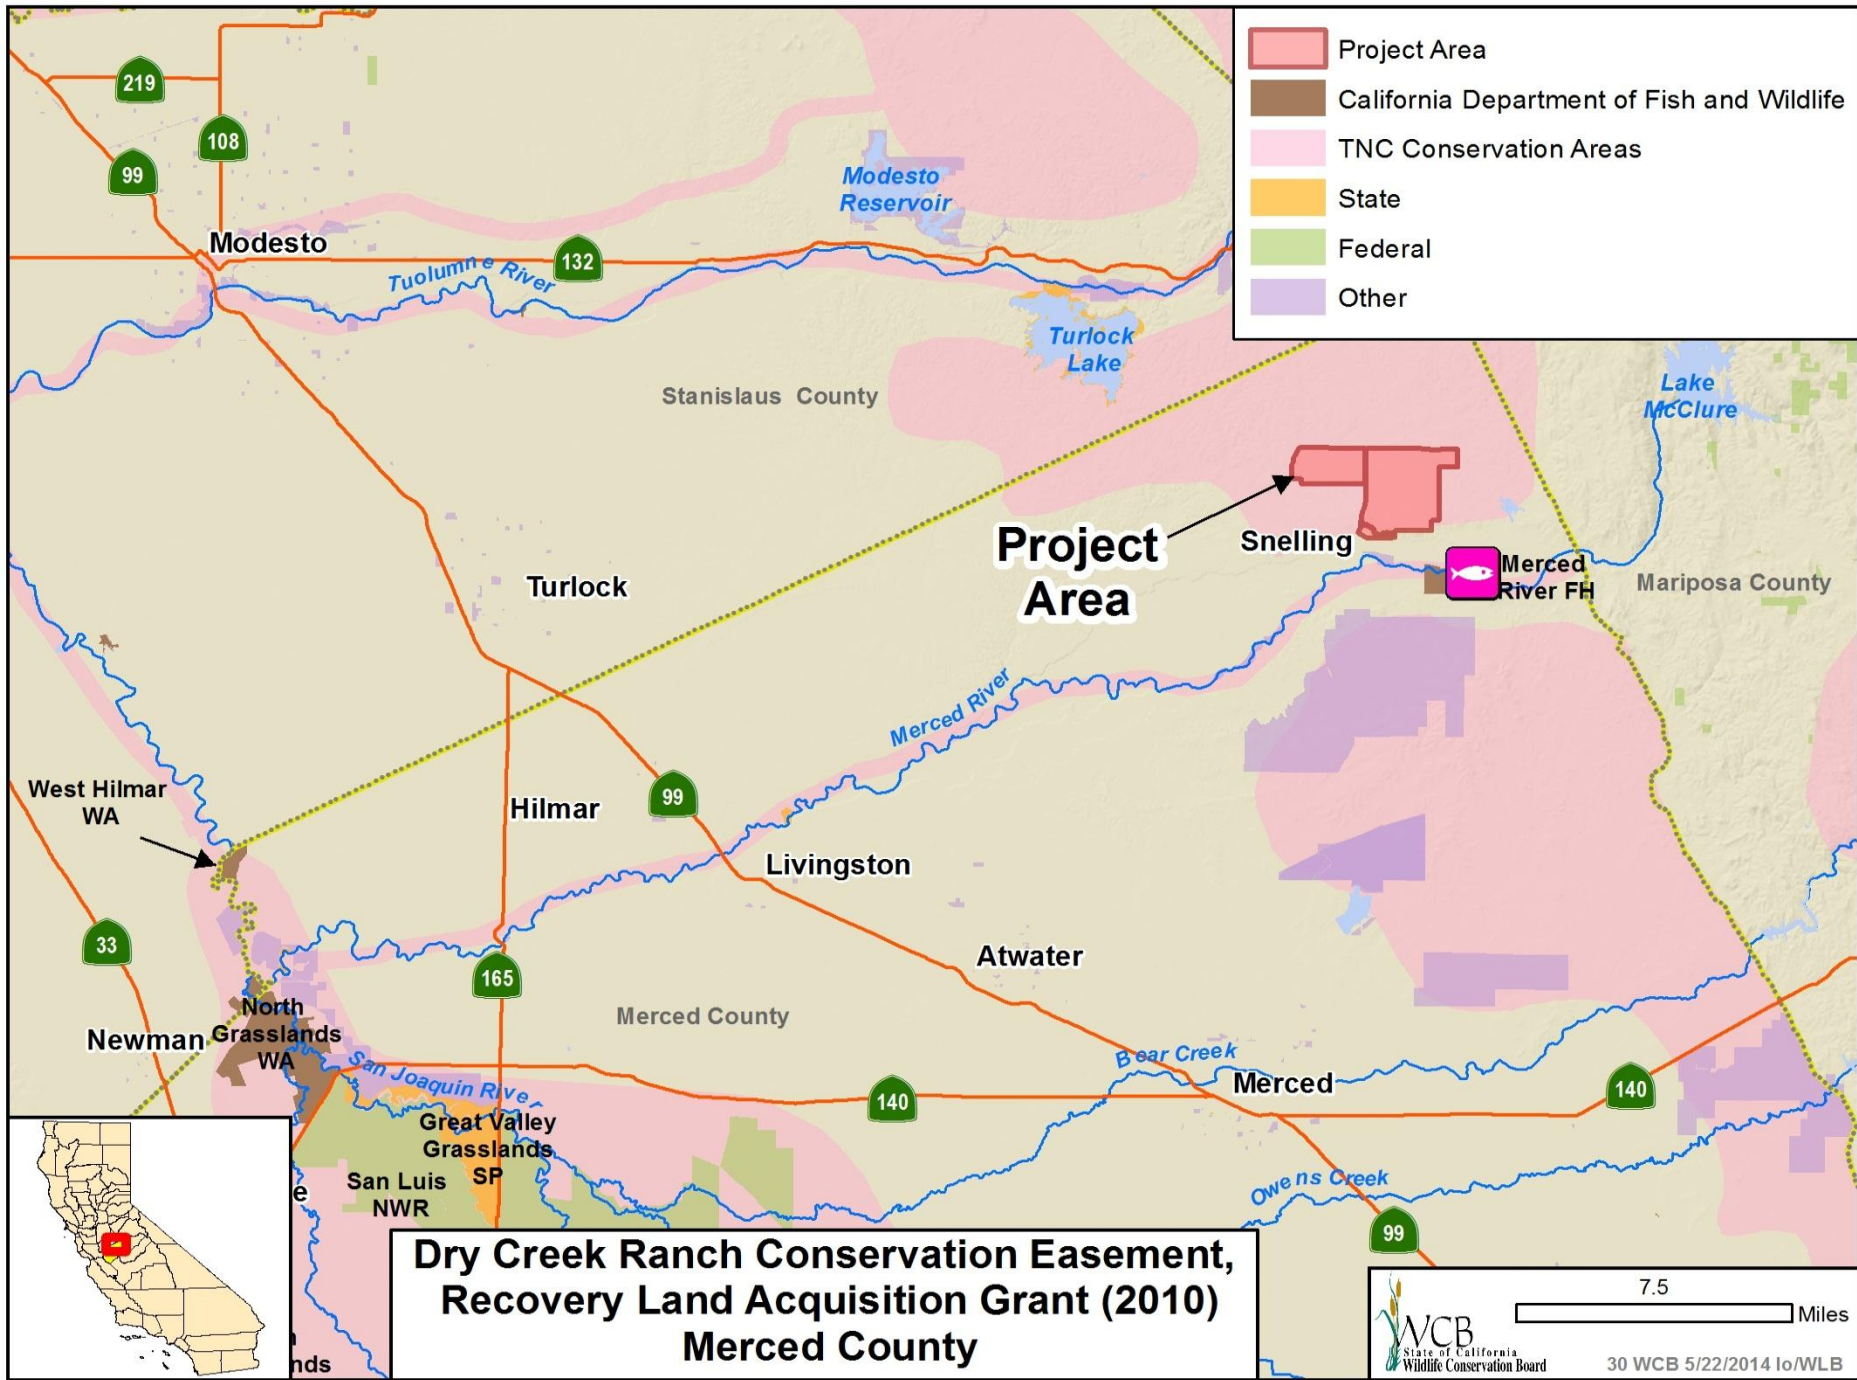 Project Area
California Department of Fish and Wildlife
TNC Conservation Areas
State
Federal
Other
219
108
99
Modesto
Modesto
Reservoir
132
Tuolumne River
Turlock
Lake
Stanislaus County
Lake
McClure
Project
Area
Snelling
Merced
River FH
Mariposa County
Turlock
Merced River
West Hilmar
WA
Hilmar
99
Livingston
33
165
Atwater
Merced County
North
Grasslands
WA
Newman
San Joaquin River
Bear Creek
Merced
140
140
Great Valley
Grasslands
SP
San Luis
NWR
Owens Creek
99
e
n
nds
Dry Creek Ranch Conservation Easement,
Recovery Land Acquisition Grant (2010)
Merced County
7.5
Miles
WCB
State of California
Wildlife Conservation Board
30 WCB 5/22/2014 lo/WLB